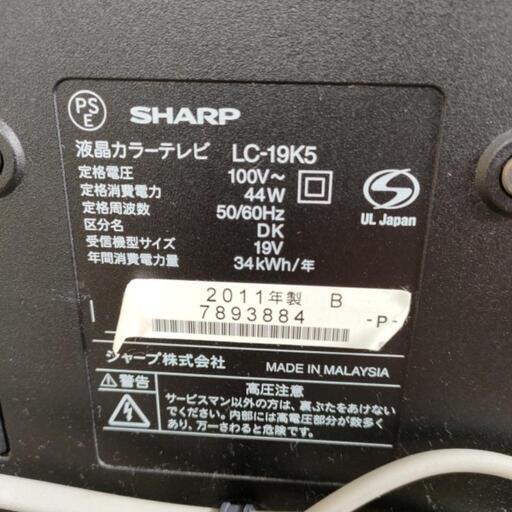 PS
E
SHARP
液晶カラーテレビ LC-19K5
定格電圧 100V～
定格消費電力 44W
定格周波数 50/60Hz
区分名 DK
受信機型サイズ 19V
年間消費電力量 34kWh/年
S
UL Japan
2011年製 B
7893884 -P-
シャープ株式会社 MADE IN MALAYSIA
警告 高圧注意
サービスマン以外の方は、裏ぶたをあけない
でください。内部には高電圧部分が数多く
あり、万一さわると危険です。